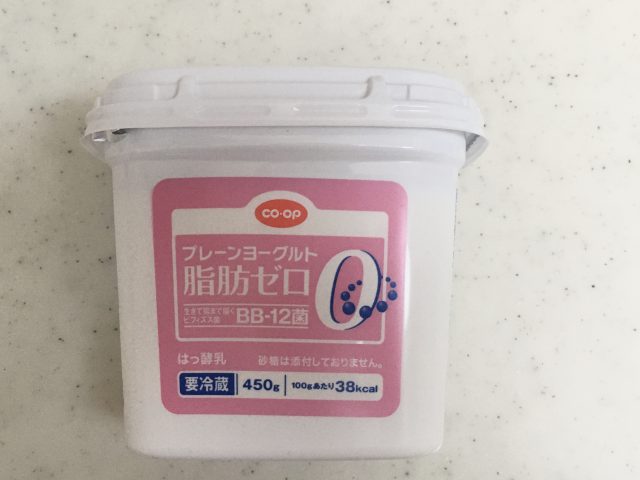 CO·OP
プレーンヨーグルト
脂肪ゼロ 0
生きて腸まで届く
ビフィズス菌 BB-12菌
はっ酵乳 砂糖は添付しておりません。
要冷蔵 450g 100gあたり38kcal